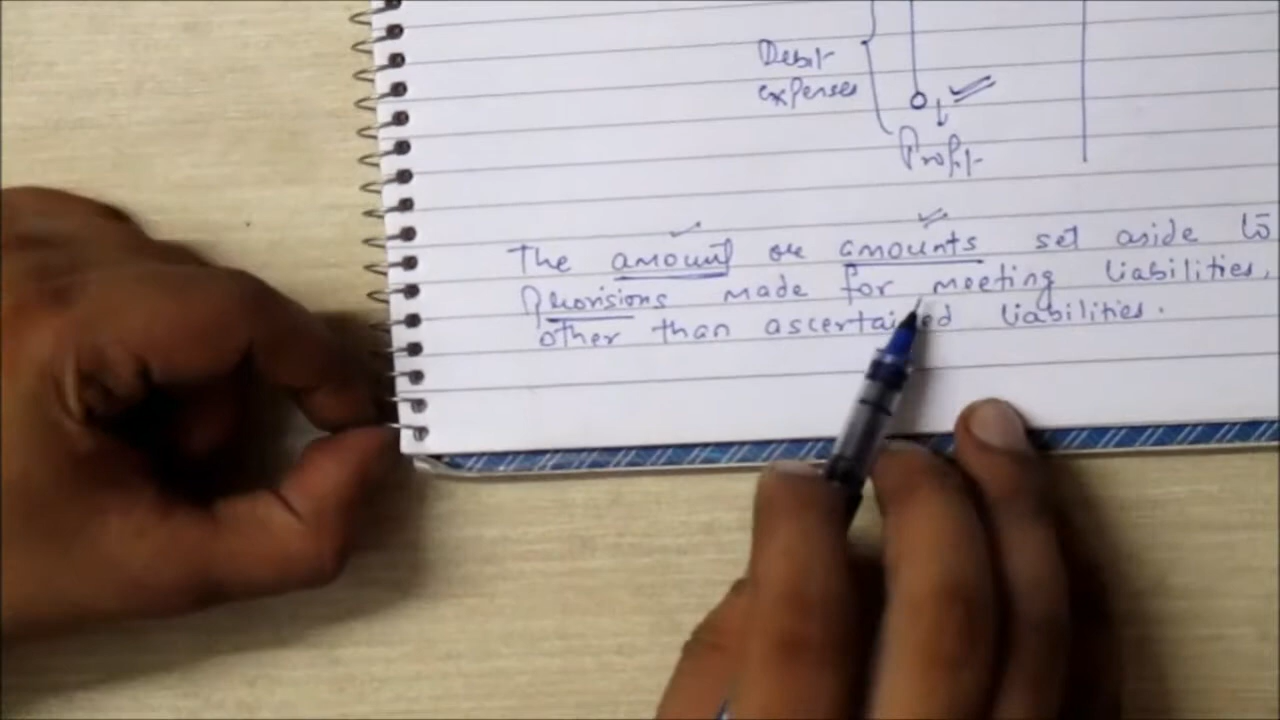 Debit
expenses
Profit
The amount or amounts set aside to
provisions made for meeting liabilities,
other than ascertained liabilities.